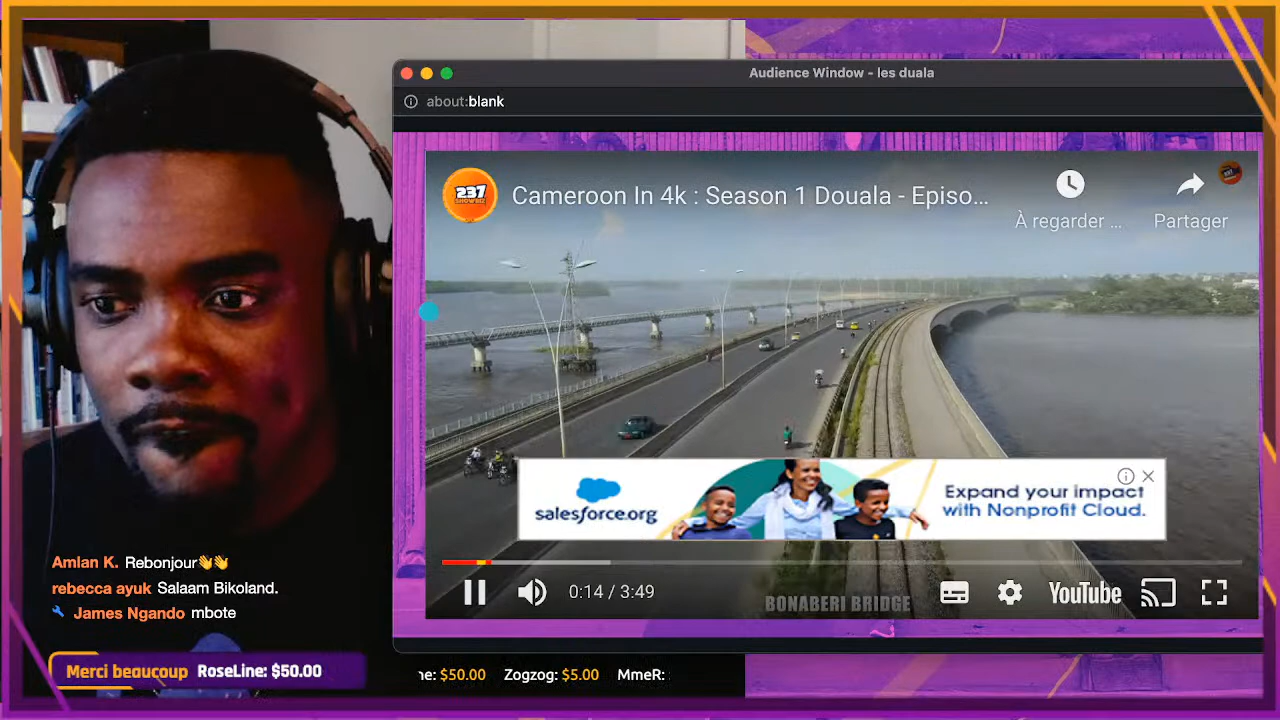 Audience Window - les duala
about:blank
237
SHOWBIZ
Cameroon In 4k : Season 1 Douala - Episo...
À regarder ...
Partager
salesforce.org
Expand your impact
with Nonprofit Cloud.
0:14 / 3:49
BONABERI BRIDGE
YouTube
Amlan K. Rebonjour👋👋
rebecca ayuk Salaam Bikoland.
James Ngando mbote
Merci beaucoup RoseLine: $50.00
ne: $50.00 Zogzog: $5.00 MmeR: